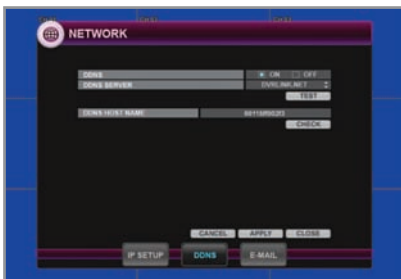 NETWORK
DDNS ON OFF
DDNS SERVER DVRLINK.NET
TEST
DDNS HOST NAME
CHECK
CANCEL APPLY CLOSE
IP SETUP DDNS E-MAIL